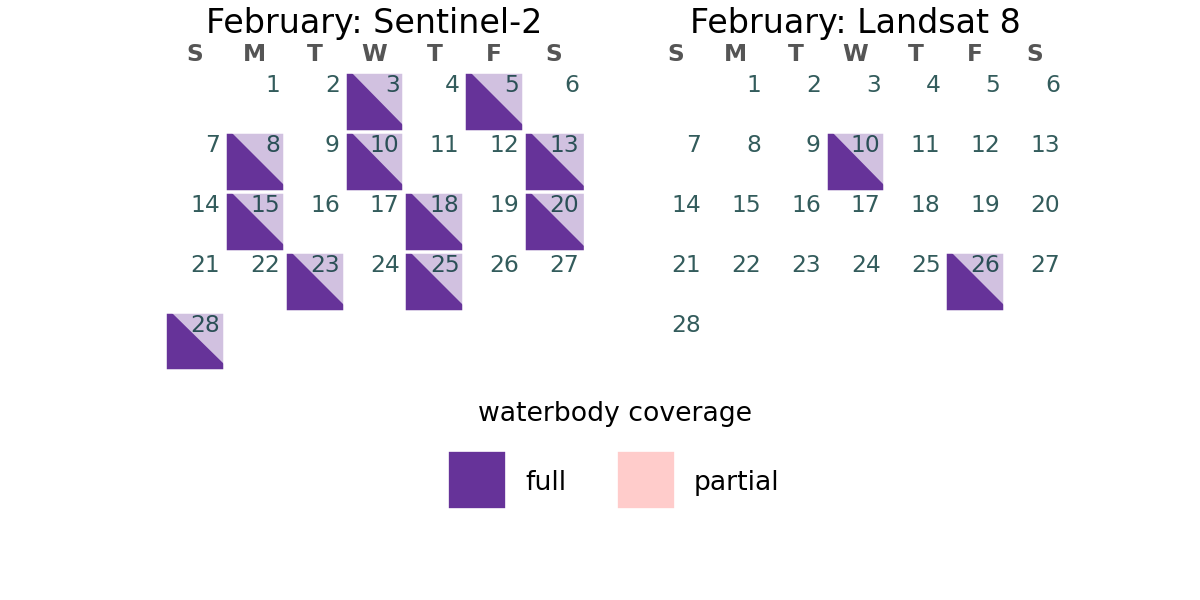 February: Sentinel-2
S M T W T F S
1 2 3 4 5 6
7 8 9 10 11 12 13
14 15 16 17 18 19 20
21 22 23 24 25 26 27
28
February: Landsat 8
S M T W T F S
1 2 3 4 5 6
7 8 9 10 11 12 13
14 15 16 17 18 19 20
21 22 23 24 25 26 27
28
waterbody coverage
full partial